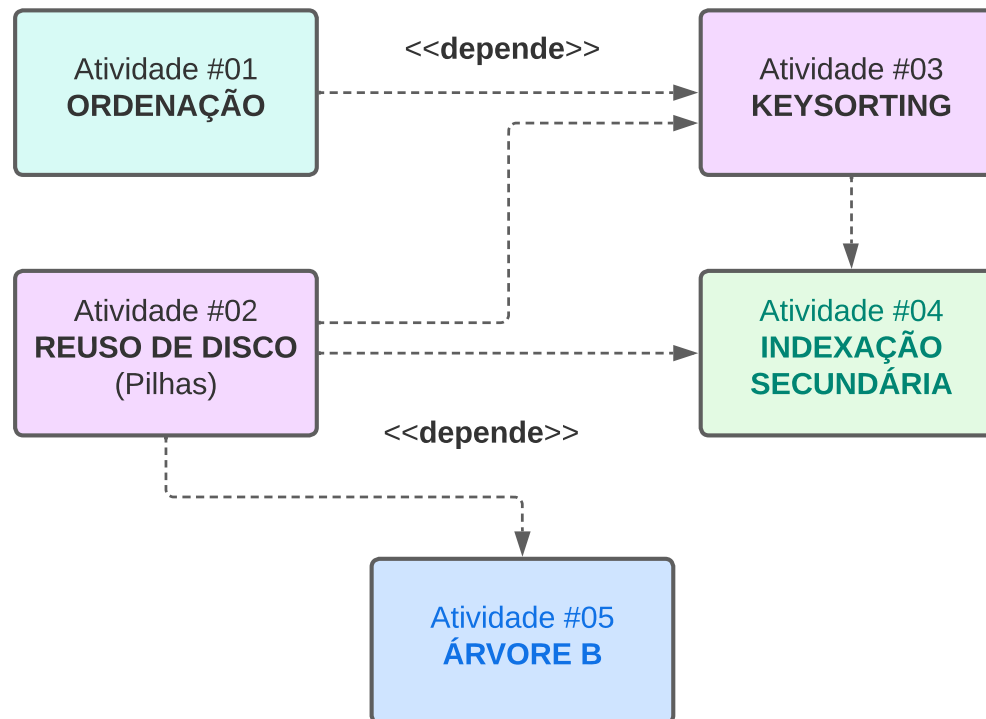 Atividade #01
ORDENAÇÃO
<<depende>>
Atividade #03
KEYSORTING
Atividade #02
REUSO DE DISCO
(Pilhas)
Atividade #04
INDEXAÇÃO
SECUNDÁRIA
<<depende>>
Atividade #05
ÁRVORE B